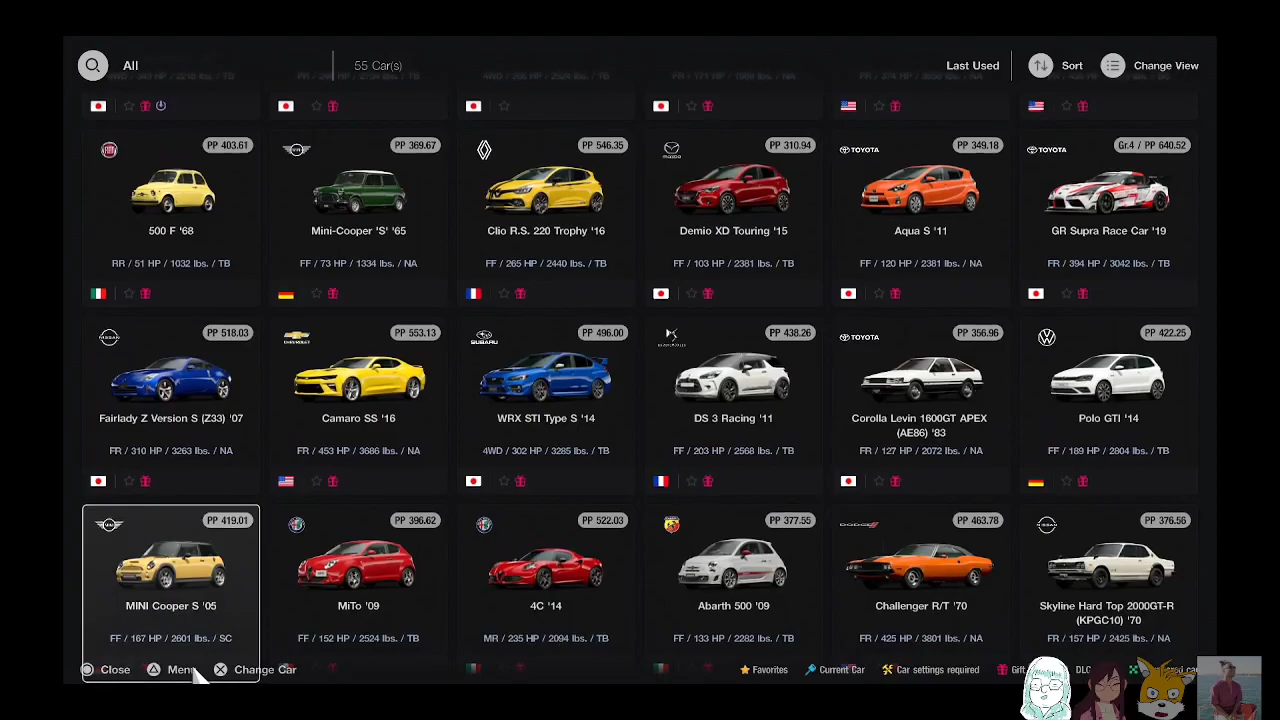 All
55 Car(s)
Last Used
Sort
Change View
PP 403.61
PP 369.67
PP 546.35
PP 310.94
PP 349.18
Gr.4 / PP 640.52
FIAT
MINI
mazda
TOYOTA
TOYOTA
500 F '68
Mini-Cooper 'S' '65
Clio R.S. 220 Trophy '16
Demio XD Touring '15
Aqua S '11
GR Supra Race Car '19
RR / 51 HP / 1032 lbs. / TB
FF / 73 HP / 1334 lbs. / NA
FF / 265 HP / 2440 lbs. / TB
FF / 103 HP / 2381 lbs. / TB
FF / 120 HP / 2381 lbs. / NA
FR / 394 HP / 3042 lbs. / TB
PP 518.03
PP 553.13
PP 496.00
PP 438.26
PP 356.96
PP 422.25
NISSAN
CHEVROLET
SUBARU
TOYOTA
Fairlady Z Version S (Z33) '07
Camaro SS '16
WRX STI Type S '14
DS 3 Racing '11
Corolla Levin 1600GT APEX
(AE86) '83
Polo GTI '14
FR / 310 HP / 3263 lbs. / NA
FR / 453 HP / 3686 lbs. / NA
4WD / 302 HP / 3285 lbs. / TB
FF / 203 HP / 2568 lbs. / TB
FR / 127 HP / 2072 lbs. / NA
FF / 189 HP / 2804 lbs. / TB
PP 419.01
PP 396.62
PP 522.03
PP 377.55
PP 463.78
PP 376.56
MINI
DODGE
NISSAN
MINI Cooper S '05
MiTo '09
4C '14
Abarth 500 '09
Challenger R/T '70
Skyline Hard Top 2000GT-R
(KPGC10) '70
FF / 167 HP / 2601 lbs. / SC
FF / 152 HP / 2524 lbs. / TB
MR / 235 HP / 2094 lbs. / TB
FF / 133 HP / 2282 lbs. / TB
FR / 425 HP / 3801 lbs. / NA
FR / 157 HP / 2425 lbs. / NA
Close
Menu
Change Car
Favorites
Current Car
Car settings required
Gift
DLC